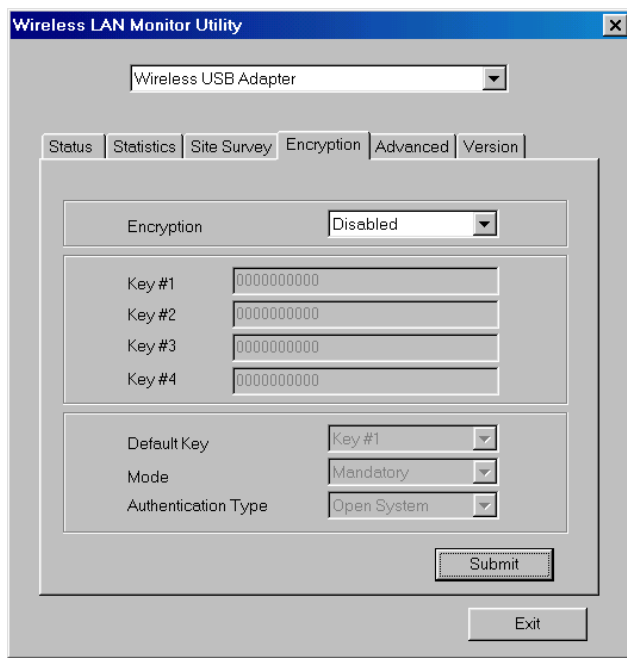 Wireless LAN Monitor Utility
Wireless USB Adapter
Status Statistics Site Survey Encryption Advanced Version
Encryption Disabled
Key #1 0000000000
Key #2 0000000000
Key #3 0000000000
Key #4 0000000000
Default Key Key #1
Mode Mandatory
Authentication Type Open System
Submit
Exit